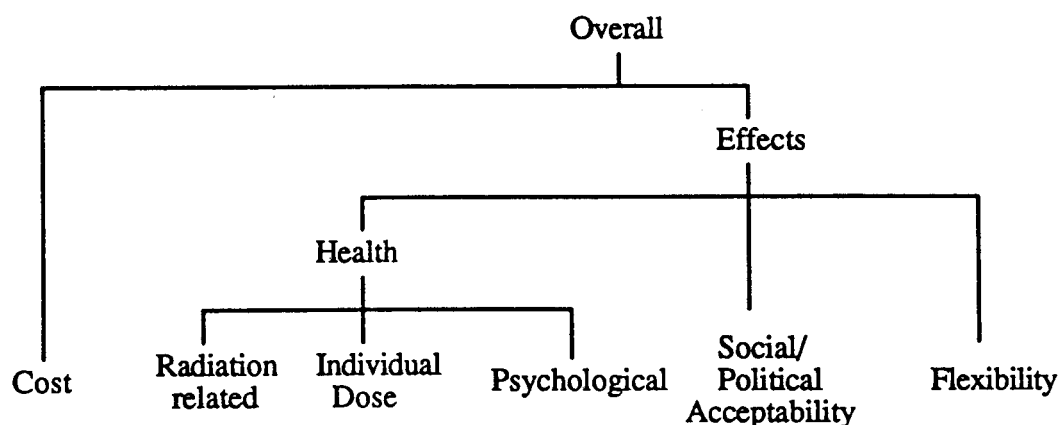 Overall
Effects
Health
Cost
Radiation
related
Individual
Dose
Psychological
Social/
Political
Acceptability
Flexibility